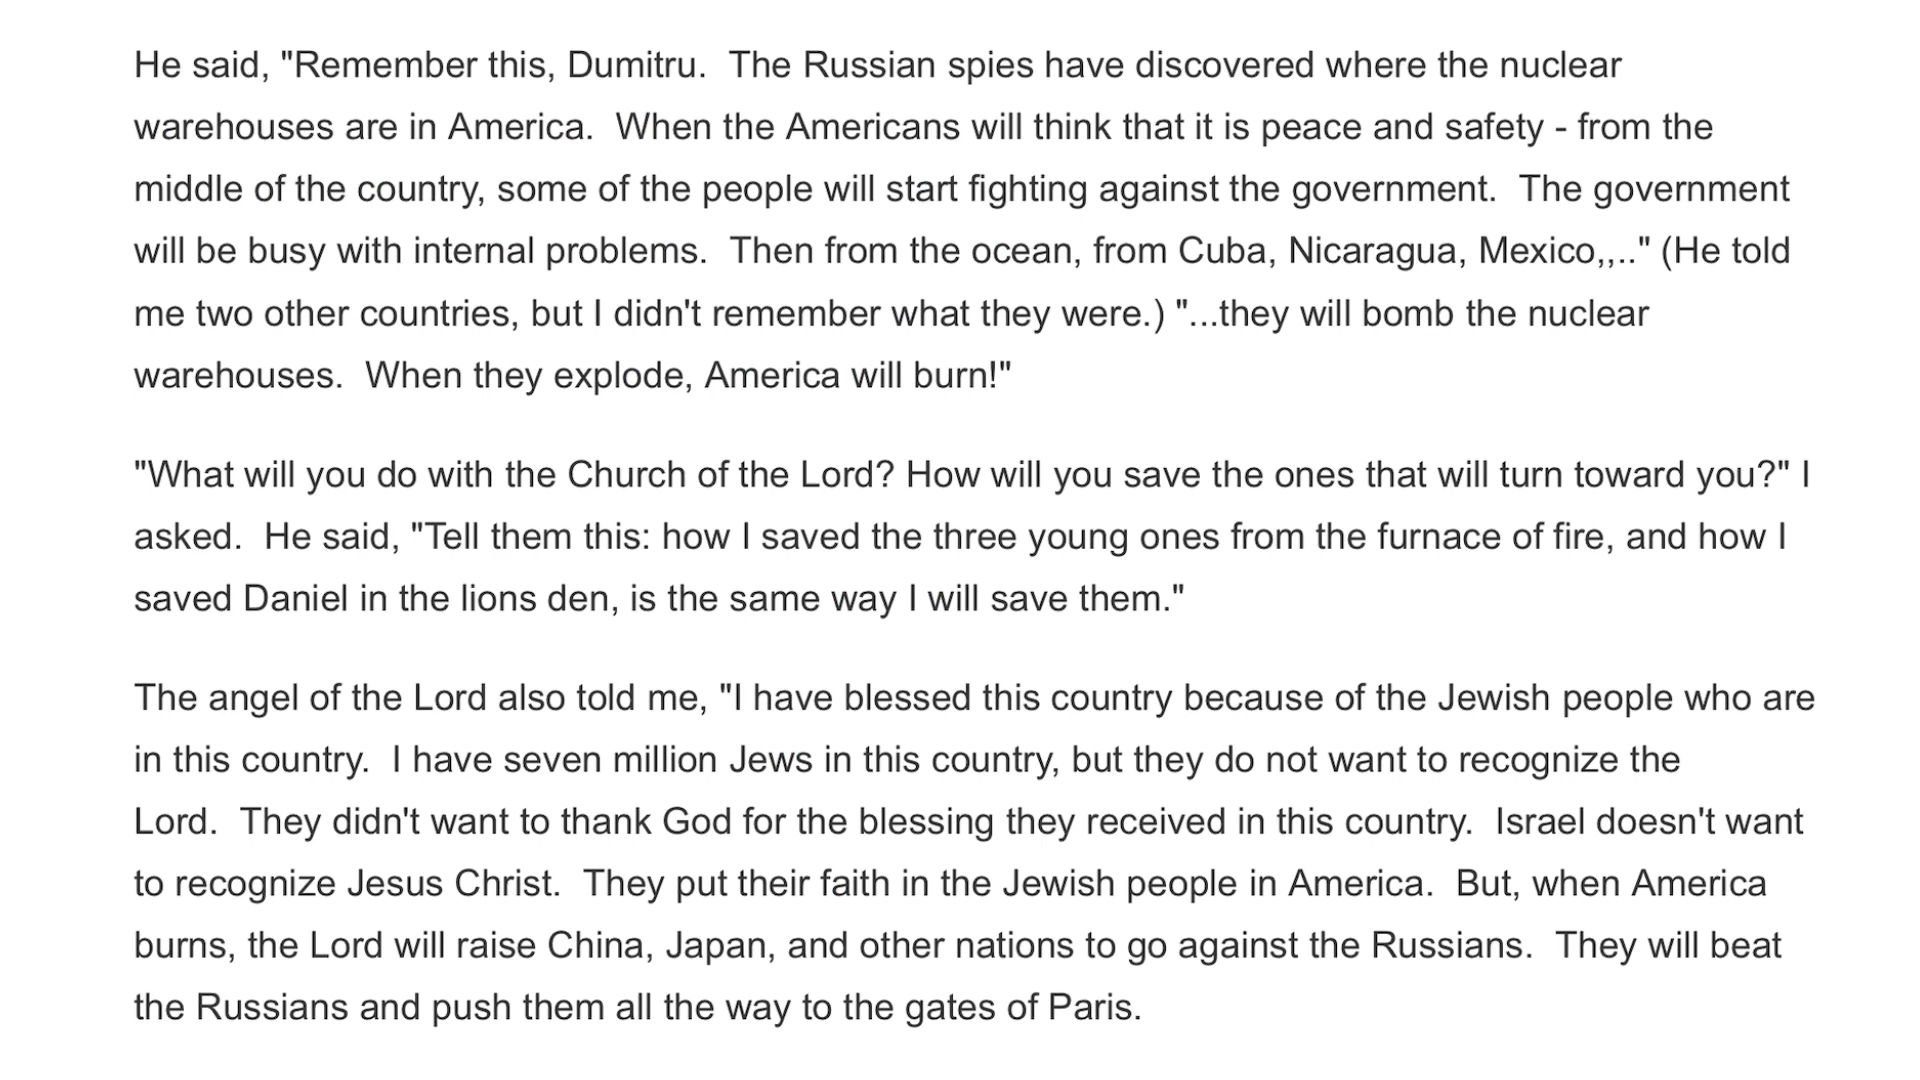 He said, "Remember this, Dumitru.  The Russian spies have discovered where the nuclear
warehouses are in America.  When the Americans will think that it is peace and safety - from the
middle of the country, some of the people will start fighting against the government.  The government
will be busy with internal problems.  Then from the ocean, from Cuba, Nicaragua, Mexico,,.." (He told
me two other countries, but I didn't remember what they were.) "...they will bomb the nuclear
warehouses.  When they explode, America will burn!"
"What will you do with the Church of the Lord? How will you save the ones that will turn toward you?" I
asked.  He said, "Tell them this: how I saved the three young ones from the furnace of fire, and how I
saved Daniel in the lions den, is the same way I will save them."
The angel of the Lord also told me, "I have blessed this country because of the Jewish people who are
in this country.  I have seven million Jews in this country, but they do not want to recognize the
Lord.  They didn't want to thank God for the blessing they received in this country.  Israel doesn't want
to recognize Jesus Christ.  They put their faith in the Jewish people in America.  But, when America
burns, the Lord will raise China, Japan, and other nations to go against the Russians.  They will beat
the Russians and push them all the way to the gates of Paris.